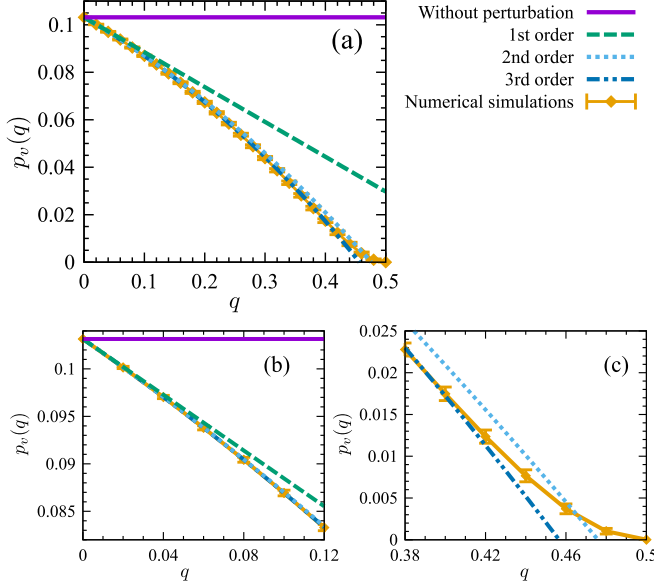 Without perturbation
1st order
2nd order
3rd order
Numerical simulations
(a)
0.1
0.08
0.06
0.04
0.02
0
p_v(q)
0 0.1 0.2 0.3 0.4 0.5
q
(b)
0.1
0.095
0.09
0.085
p_v(q)
0 0.04 0.08 0.12
q
(c)
0.025
0.020
0.015
0.010
0.005
0.000
p_v(q)
0.38 0.42 0.46 0.5
q